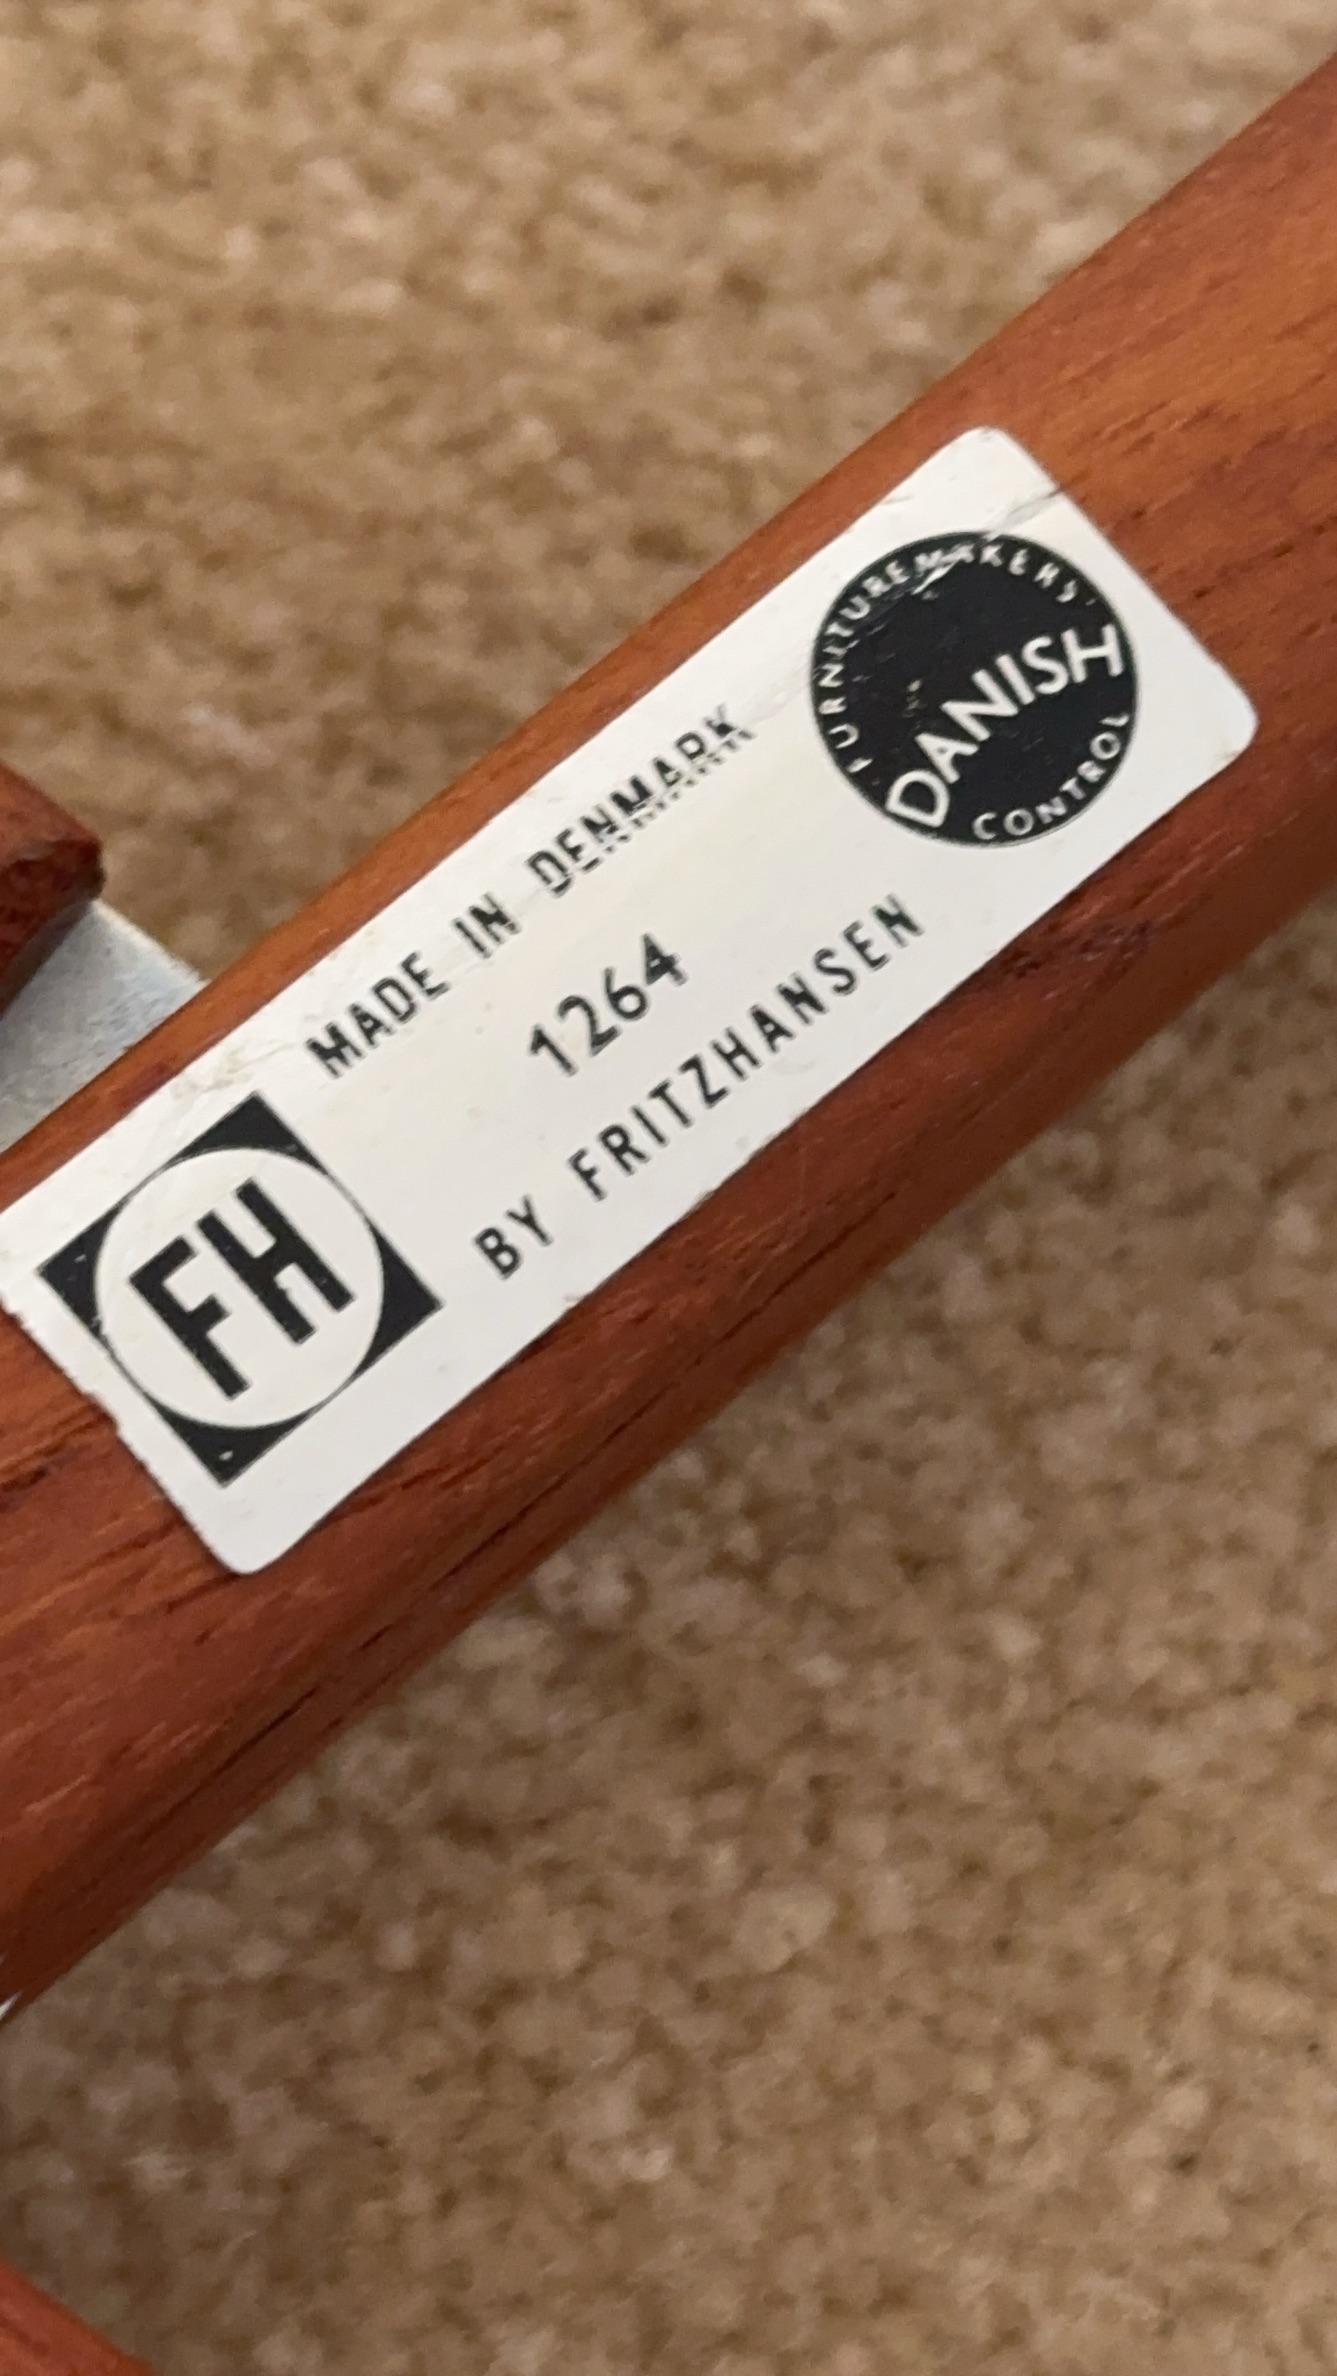 FH
MADE IN DENMARK
1264
BY FRITZHANSEN
FURNITUREMAKERS'
DANISH
CONTROL